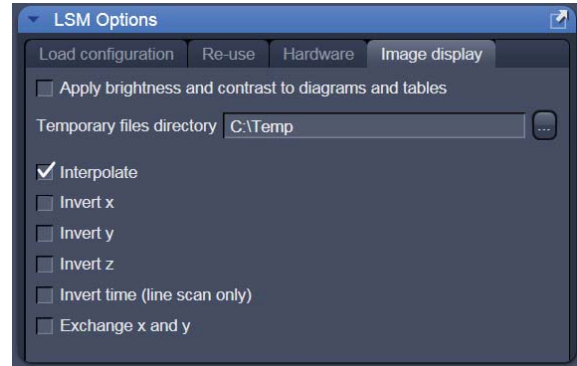 LSM Options
Load configuration Re-use Hardware Image display
Apply brightness and contrast to diagrams and tables
Temporary files directory C:\Temp ...
Interpolate
Invert x
Invert y
Invert z
Invert time (line scan only)
Exchange x and y